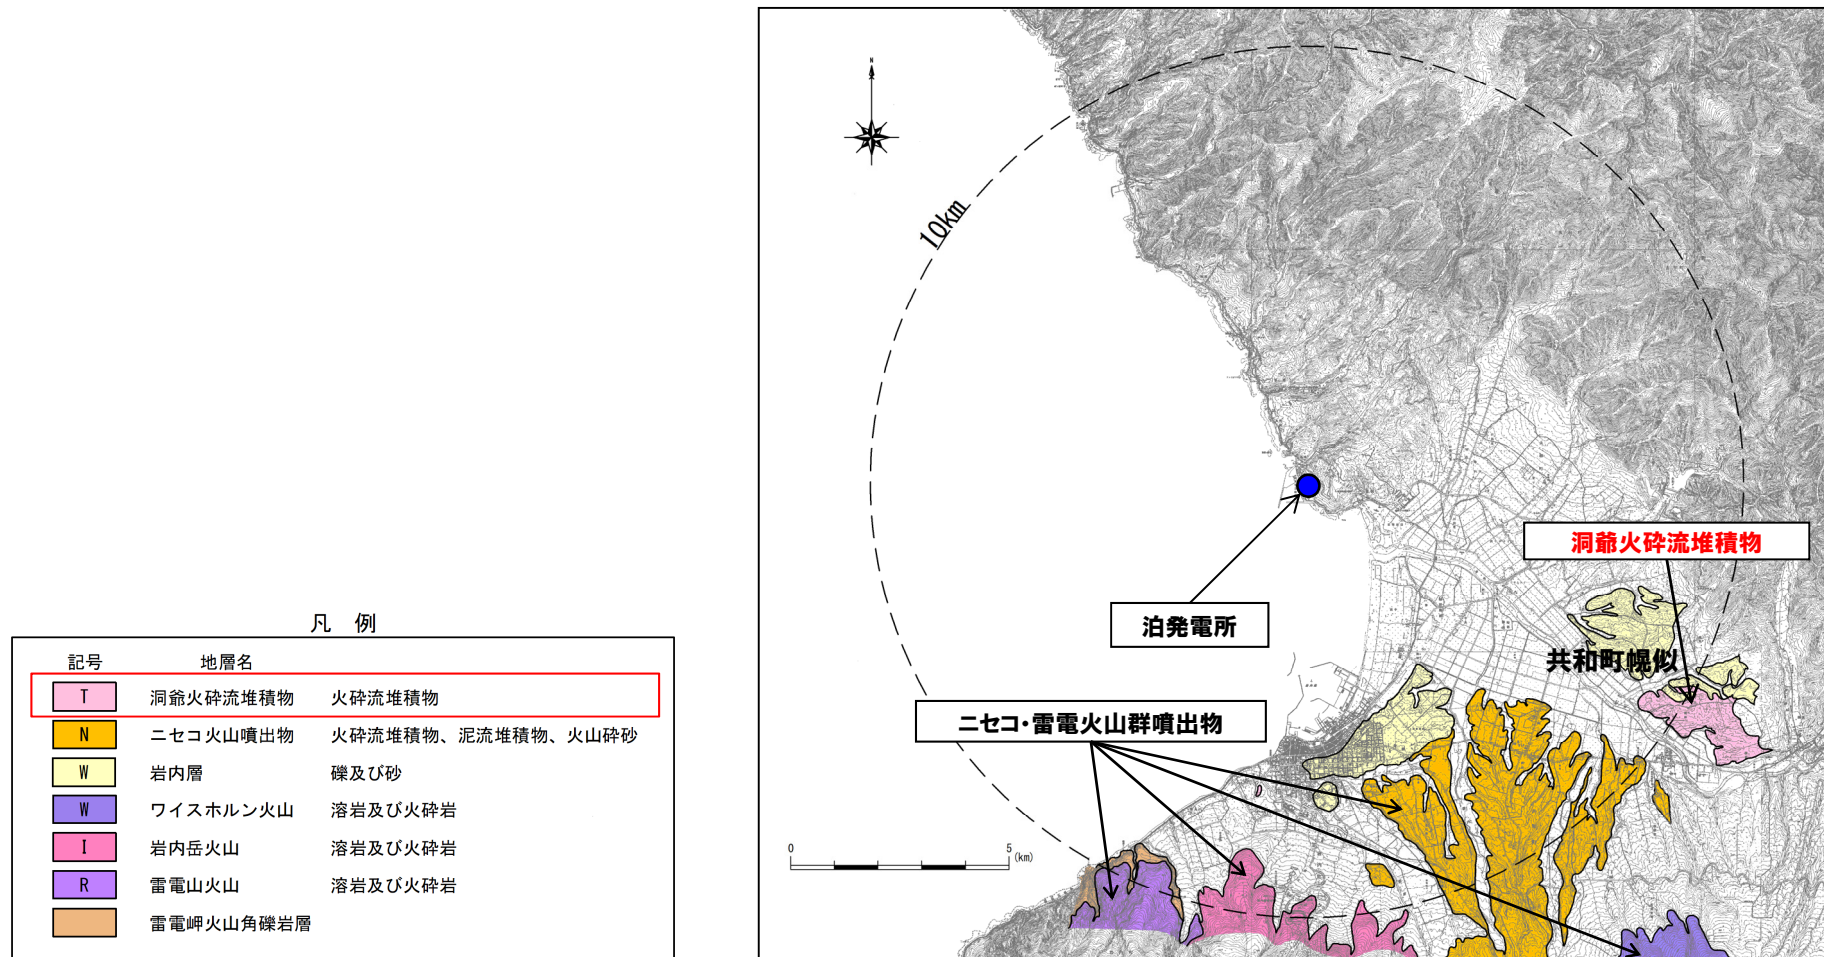 N
10km
洞爺火砕流堆積物
泊発電所
共和町幌似
ニセコ・雷電火山群噴出物
0 5 (km)
凡 例
記号 地層名
T 洞爺火砕流堆積物 火砕流堆積物
N ニセコ火山噴出物 火砕流堆積物、泥流堆積物、火山砕砂
W 岩内層 礫及び砂
W ワイスホルン火山 溶岩及び火砕岩
I 岩内岳火山 溶岩及び火砕岩
R 雷電山火山 溶岩及び火砕岩
雷電岬火山角礫岩層